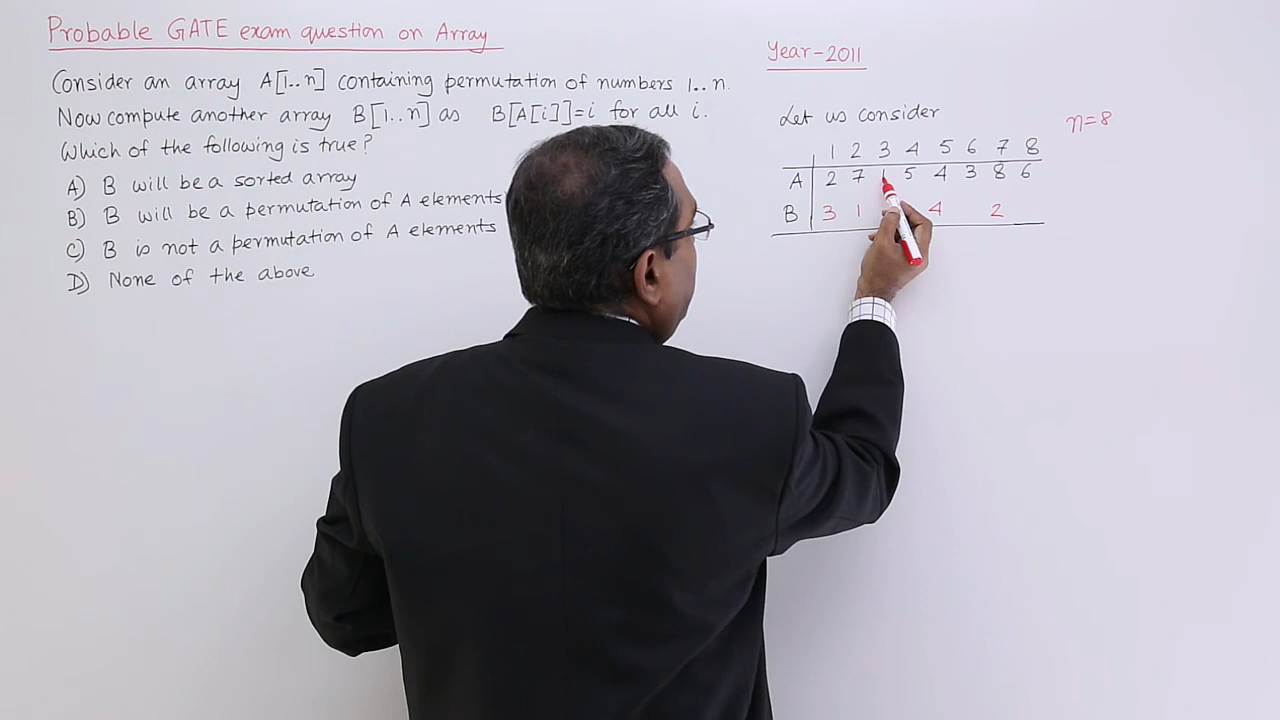 Probable GATE exam question on Array
Consider an array A[1..n] containing permutation of numbers 1..n.
Now compute another array B[1..n] as B[A[i]]=i for all i.
Which of the following is true?
A) B will be a sorted array
B) B will be a permutation of A elements
C) B is not a permutation of A elements
D) None of the above
Year-2011
Let us consider
n=8
1 2 3 4 5 6 7 8
A 2 7 1 5 4 3 8 6
B 3 1 4 2